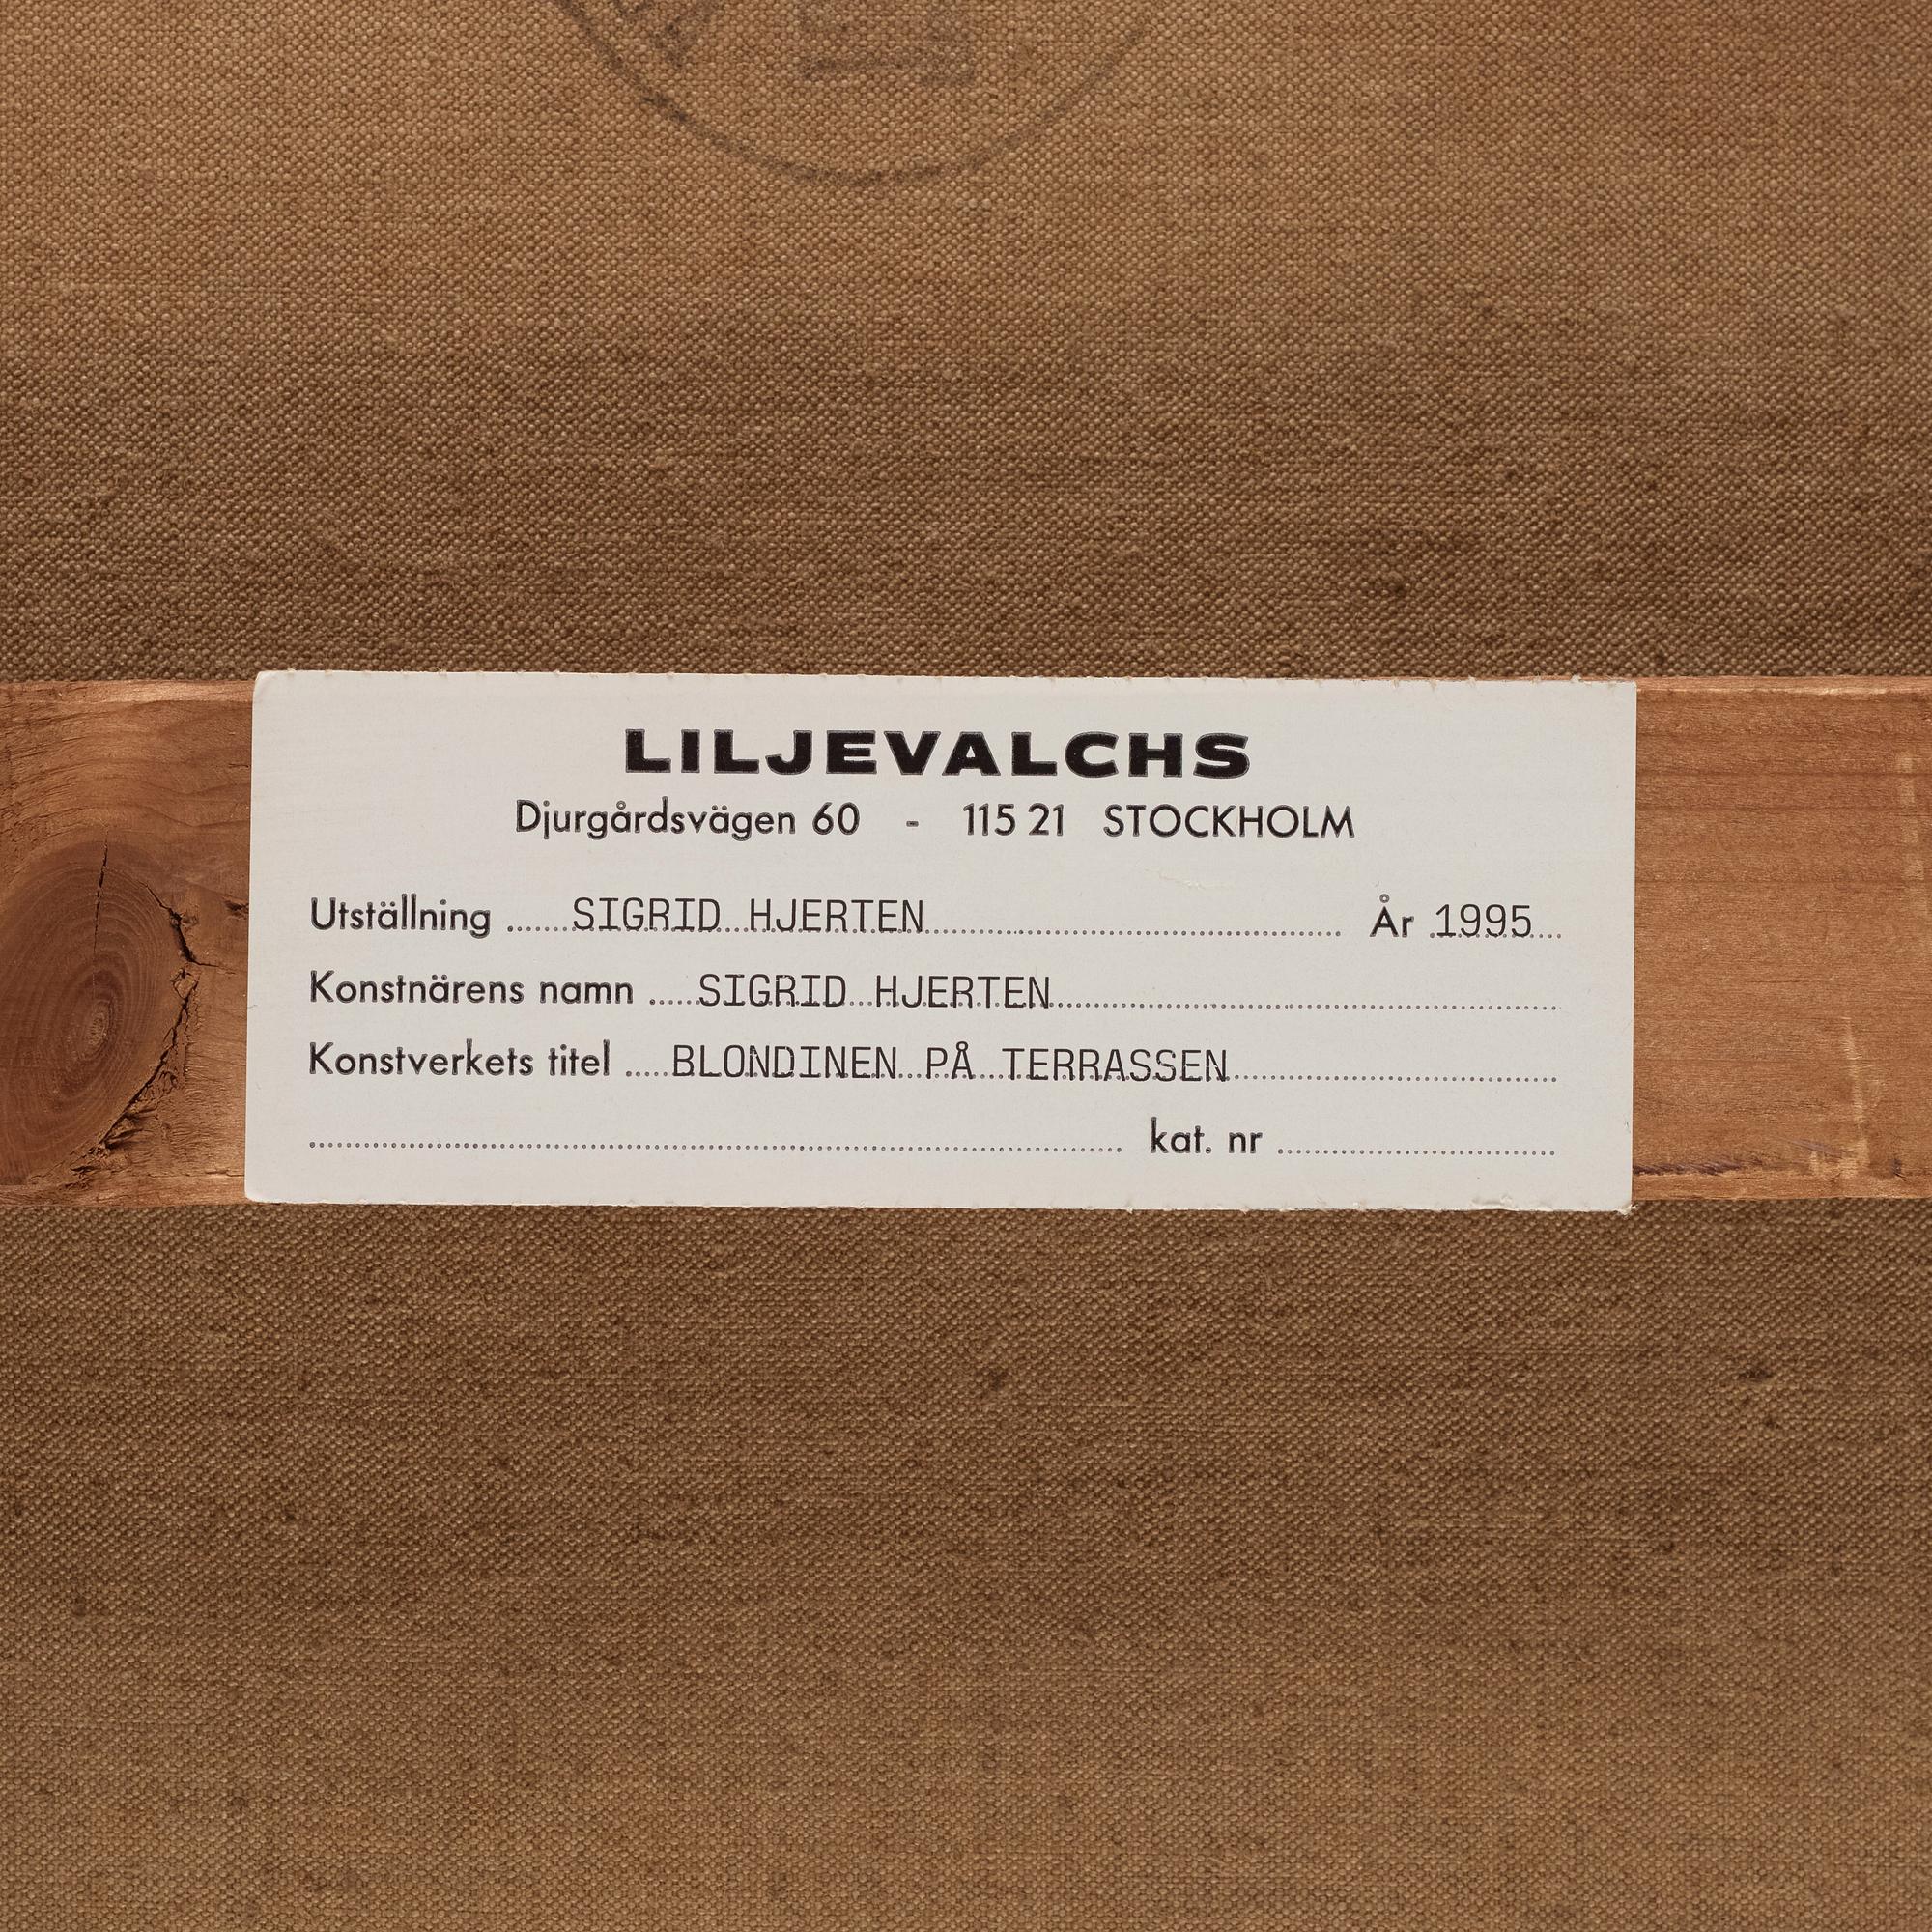 LILJEVALCHS
Djurgårdsvägen 60 - 115 21 STOCKHOLM
Utställning SIGRID HJERTEN År 1995
Konstnärens namn SIGRID HJERTEN
Konstverkets titel BLONDINEN PÅ TERRASSEN
kat. nr